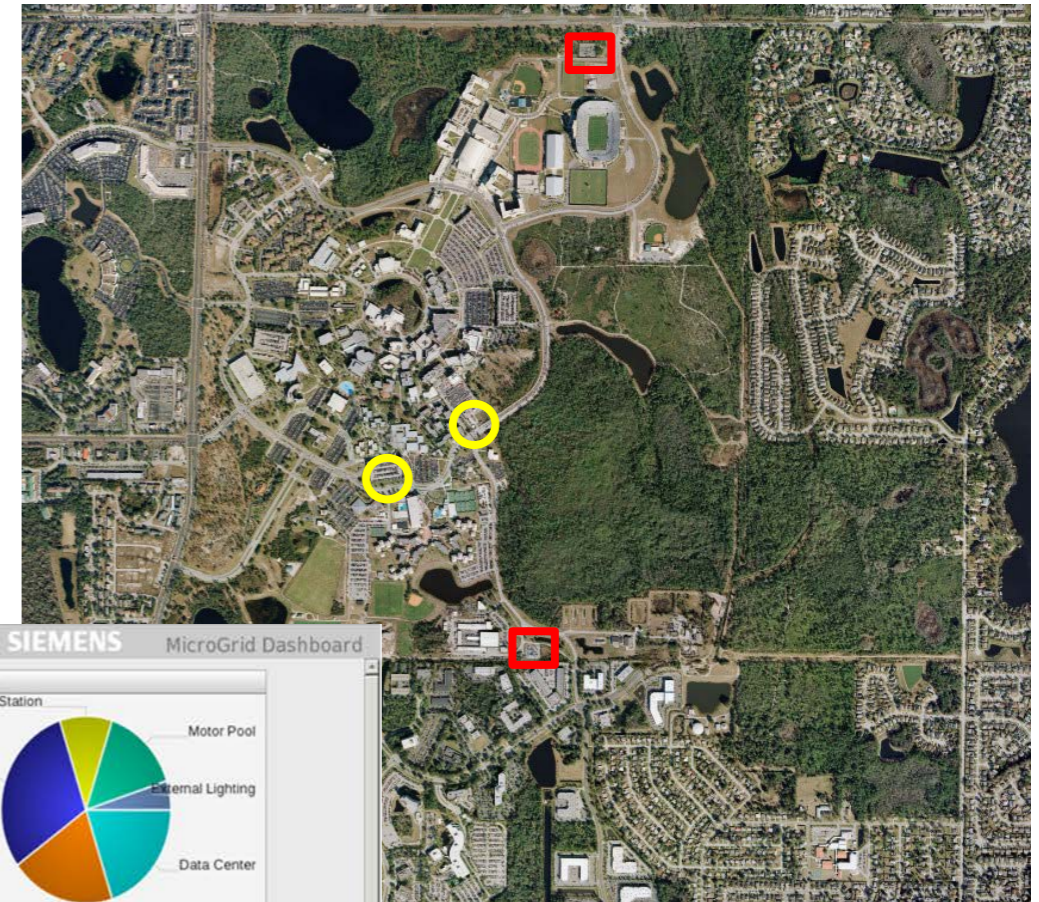 SIEMENS MicroGrid Dashboard
Station
Motor Pool
External Lighting
Data Center